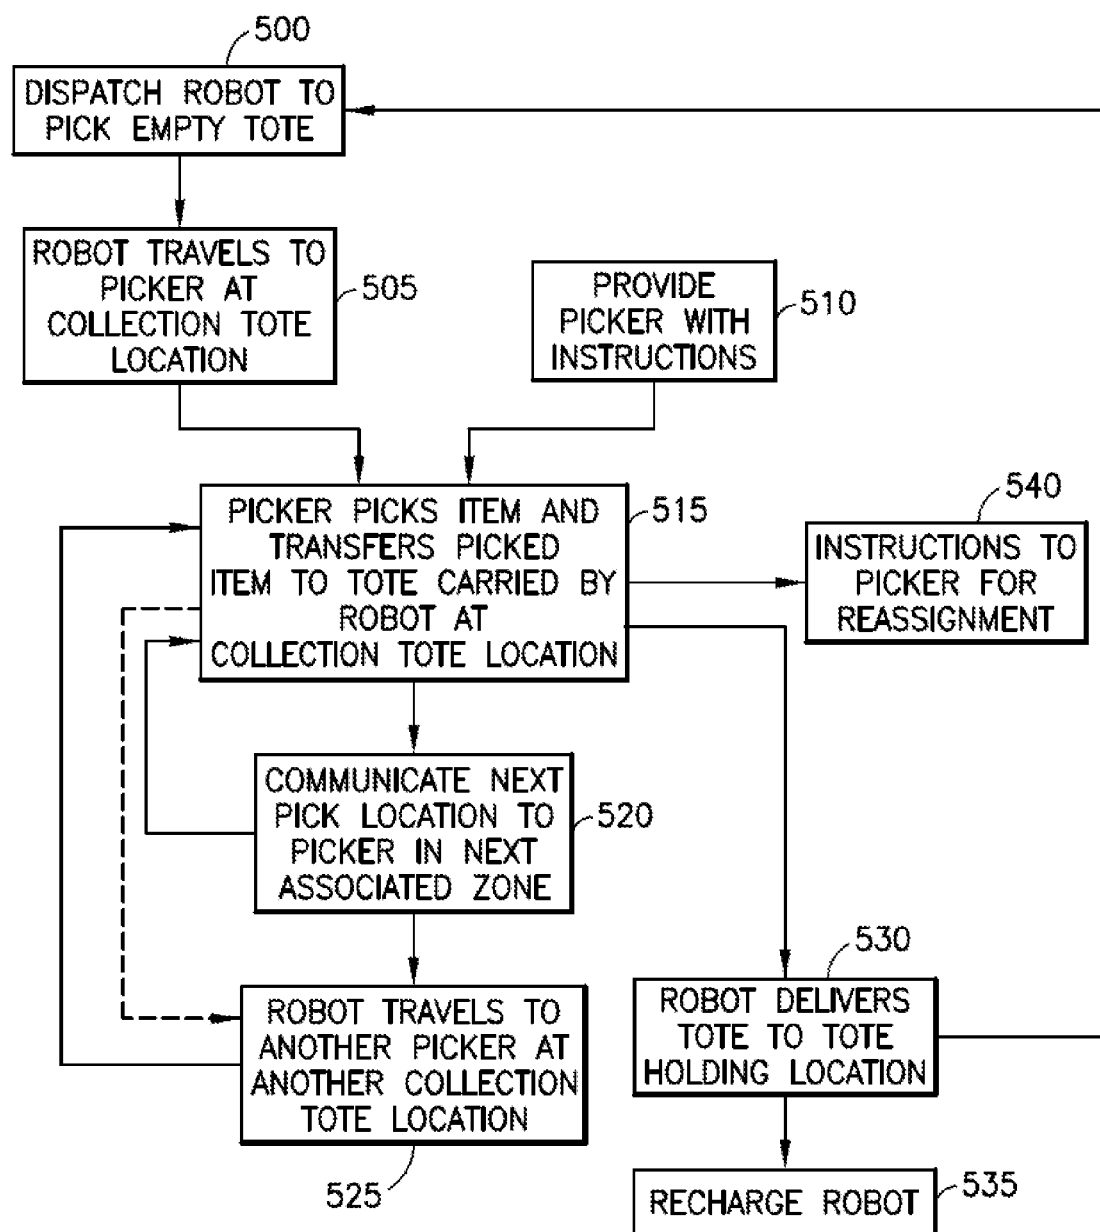 500
DISPATCH ROBOT TO
PICK EMPTY TOTE
ROBOT TRAVELS TO
PICKER AT
COLLECTION TOTE
LOCATION
505
PROVIDE
PICKER WITH
INSTRUCTIONS
510
PICKER PICKS ITEM AND
TRANSFERS PICKED
ITEM TO TOTE CARRIED BY
ROBOT AT
COLLECTION TOTE LOCATION
515
540
INSTRUCTIONS TO
PICKER FOR
REASSIGNMENT
COMMUNICATE NEXT
PICK LOCATION TO
PICKER IN NEXT
ASSOCIATED ZONE
520
ROBOT TRAVELS TO
ANOTHER PICKER AT
ANOTHER COLLECTION
TOTE LOCATION
525
530
ROBOT DELIVERS
TOTE TO TOTE
HOLDING LOCATION
RECHARGE ROBOT
535